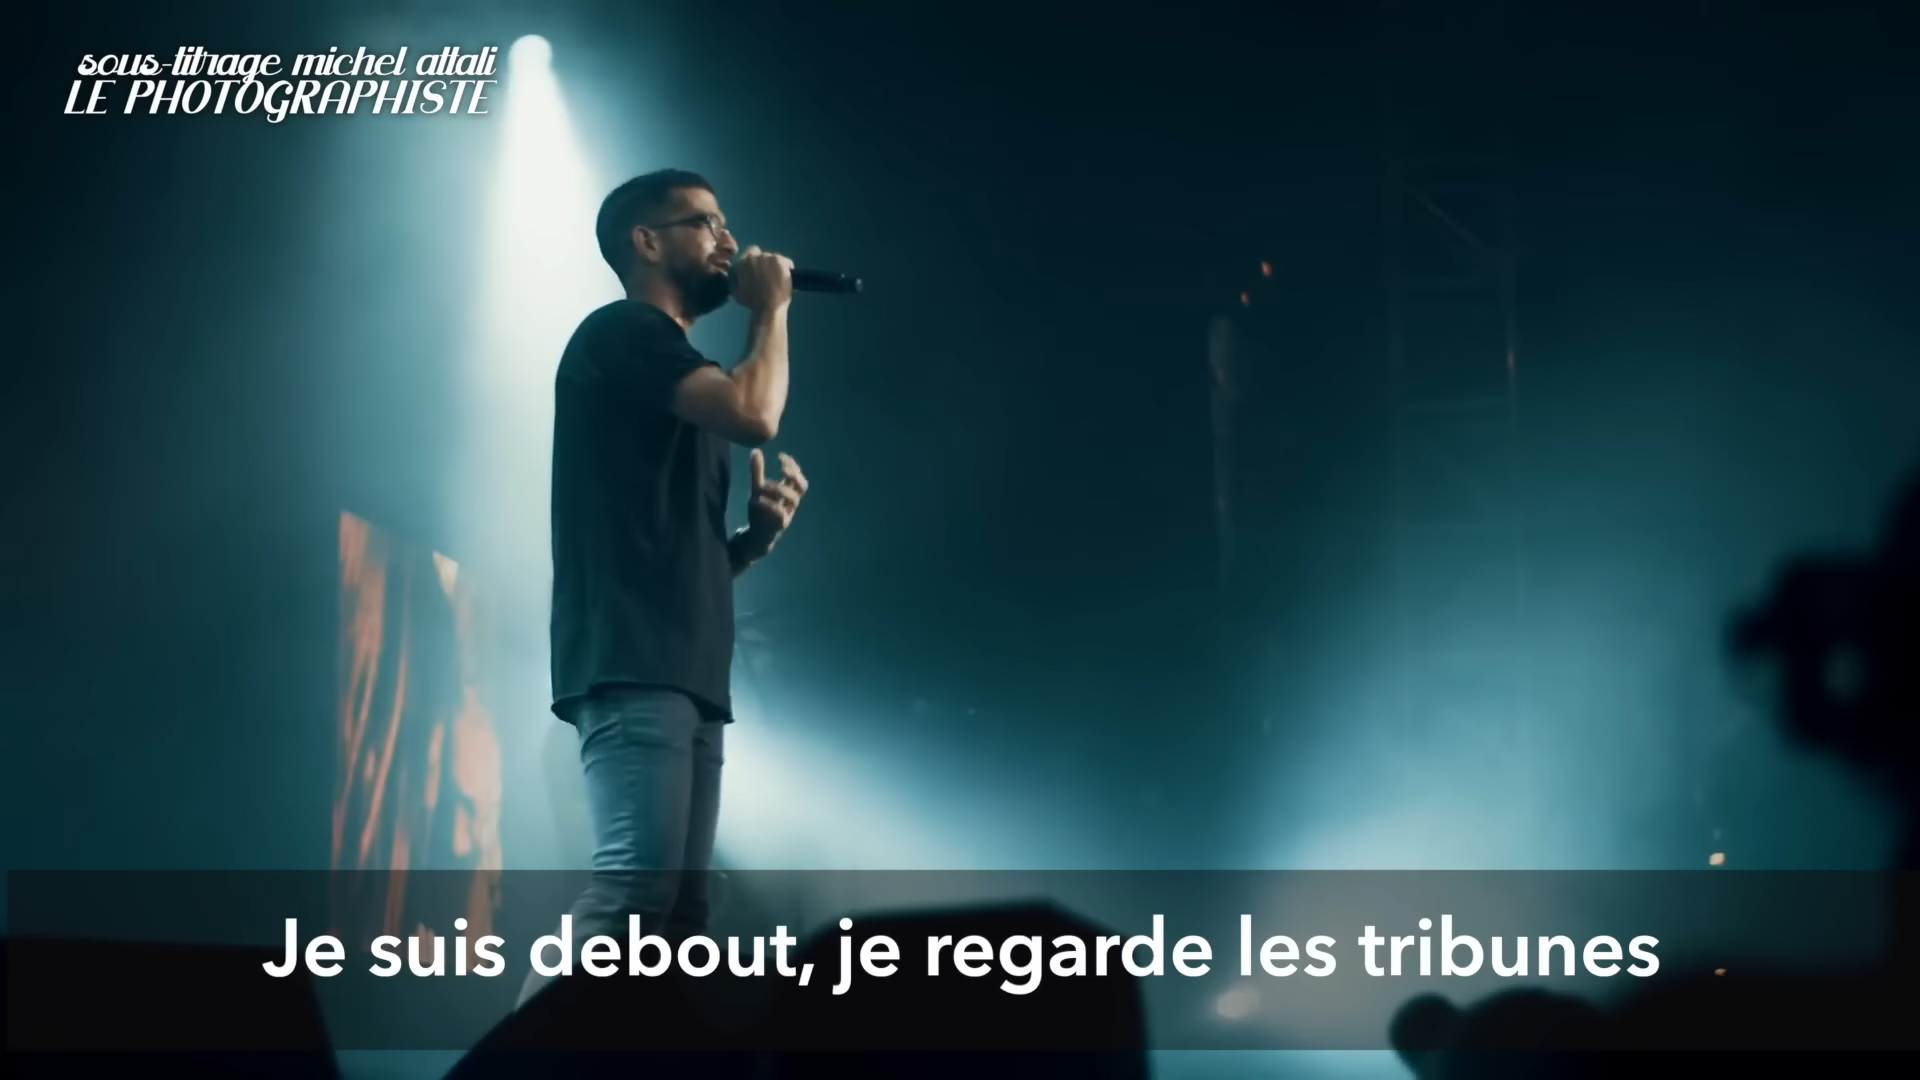 sous-titrage michel attali
LE PHOTOGRAPHISTE
Je suis debout, je regarde les tribunes